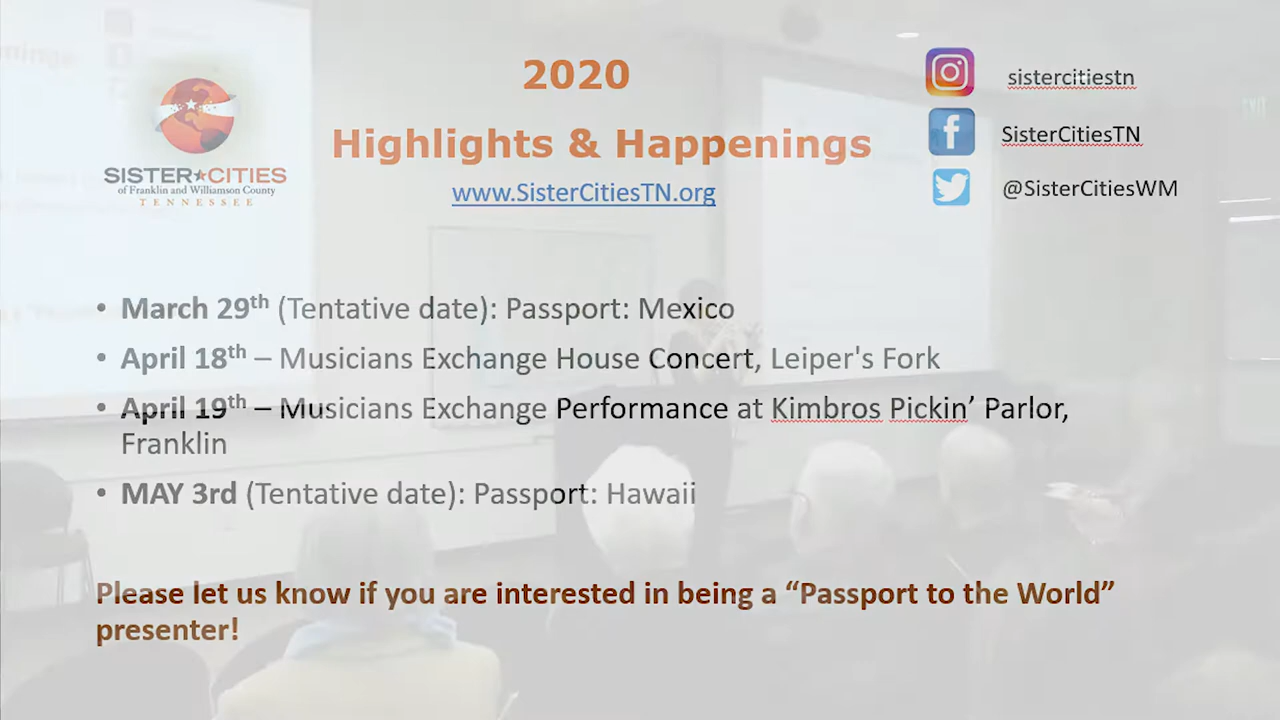 2020
Highlights & Happenings
www.SisterCitiesTN.org
SISTER★CITIES
of Franklin and Williamson County
TENNESSEE
sistercitiestn
SisterCitiesTN
@SisterCitiesWM
• March 29th (Tentative date): Passport: Mexico
• April 18th – Musicians Exchange House Concert, Leiper's Fork
• April 19th – Musicians Exchange Performance at Kimbros Pickin’ Parlor,
Franklin
• MAY 3rd (Tentative date): Passport: Hawaii
Please let us know if you are interested in being a “Passport to the World”
presenter!